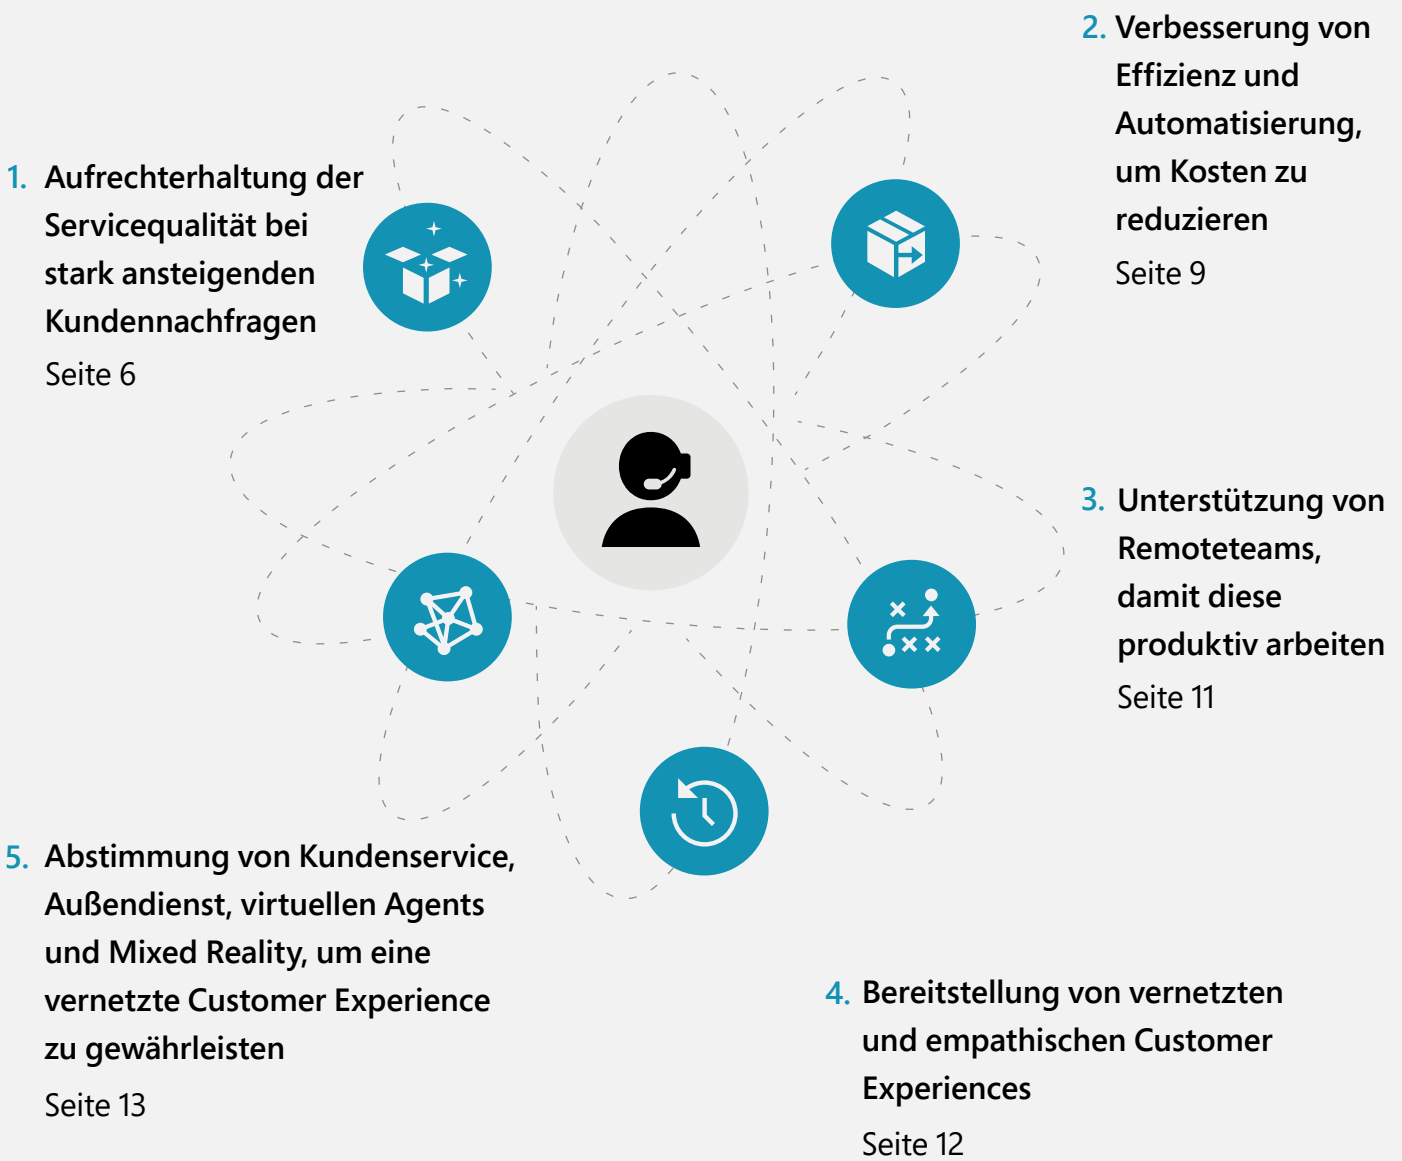 1. Aufrechterhaltung der
Servicequalität bei
stark ansteigenden
Kundennachfragen
Seite 6
2. Verbesserung von
Effizienz und
Automatisierung,
um Kosten zu
reduzieren
Seite 9
3. Unterstützung von
Remoteteams,
damit diese
produktiv arbeiten
Seite 11
4. Bereitstellung von vernetzten
und empathischen Customer
Experiences
Seite 12
5. Abstimmung von Kundenservice,
Außendienst, virtuellen Agents
und Mixed Reality, um eine
vernetzte Customer Experience
zu gewährleisten
Seite 13